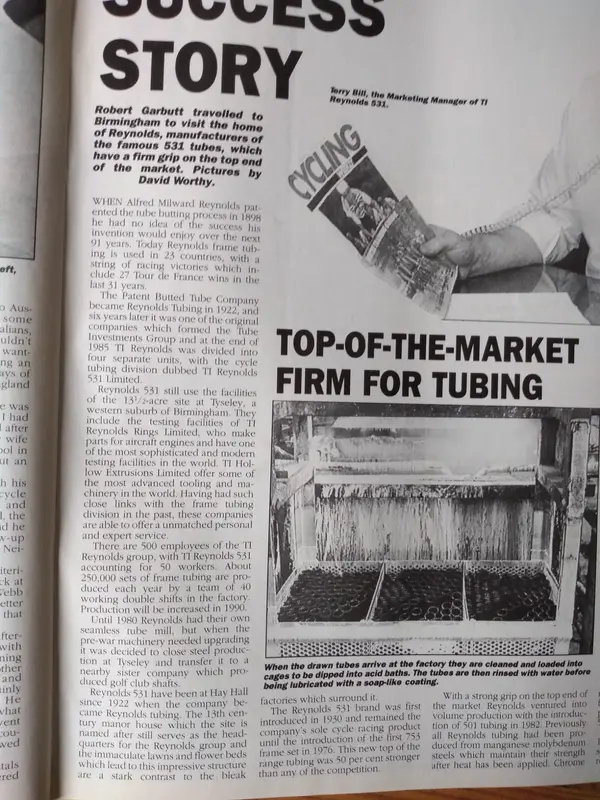 SUCCESS
STORY
Robert Garbutt travelled to
Birmingham to visit the home
of Reynolds, manufacturers of
the famous 531 tubes, which
have a firm grip on the top end
of the market. Pictures by
David Worthy.
WHEN Alfred Milward Reynolds pat-
ented the tube butting process in 1898
he had no idea of the success his
invention would enjoy over the next
91 years. Today Reynolds frame tub-
ing is used in 23 countries, with a
string of racing victories which in-
clude 27 Tour de France wins in the
last 31 years.
The Patent Butted Tube Company
became Reynolds Tubing in 1922, and
six years later it was one of the original
companies which formed the Tube
Investments Group and at the end of
1985 TI Reynolds was divided into
four separate units, with the cycle
tubing division dubbed TI Reynolds
531 Limited.
Reynolds 531 still use the facilities
of the 13½-acre site at Tyseley, a
western suburb of Birmingham. They
include the testing facilities of TI
Reynolds Rings Limited, who make
parts for aircraft engines and have one
of the most sophisticated and modern
testing facilities in the world. TI Hol-
low Extrusions Limited offer some of
the most advanced tooling and ma-
chinery in the world. Having had such
close links with the frame tubing
division in the past, these companies
are able to offer a unmatched personal
and expert service.
There are 500 employees of the TI
Reynolds group, with TI Reynolds 531
accounting for 50 workers. About
250,000 sets of frame tubing are pro-
duced each year by a team of 40
working double shifts in the factory.
Production will be increased in 1990.
Until 1980 Reynolds had their own
seamless tube mill, but when the
pre-war machinery needed upgrading
it was decided to close steel produc-
tion at Tyseley and transfer it to a
nearby sister company which pro-
duced golf club shafts.
Reynolds 531 have been at Hay Hall
since 1922 when the company be-
came Reynolds tubing. The 13th cen-
tury manor house which the site is
named after still serves as the head-
quarters for the Reynolds group and
the immaculate lawns and flower beds
which lead to this impressive structure
are a stark contrast to the bleak
Terry Bill, the Marketing Manager of TI
Reynolds 531.
CYCLING
TOP-OF-THE-MARKET
FIRM FOR TUBING
When the drawn tubes arrive at the factory they are cleaned and loaded into
cages to be dipped into acid baths. The tubes are then rinsed with water before
being lubricated with a soap-like coating.
factories which surround it.
The Reynolds 531 brand was first
introduced in 1930 and remained the
company's sole cycle racing product
until the introduction of the first 753
frame set in 1976. This new top of the
range tubing was 50 per cent stronger
than any of the competition.
With a strong grip on the top end of
the market Reynolds ventured into
volume production with the introduc-
tion of 501 tubing in 1982. Previously
all Reynolds tubing had been pro-
duced from manganese molybdenum
steels which maintain their strength
after heat has been applied. Chrome